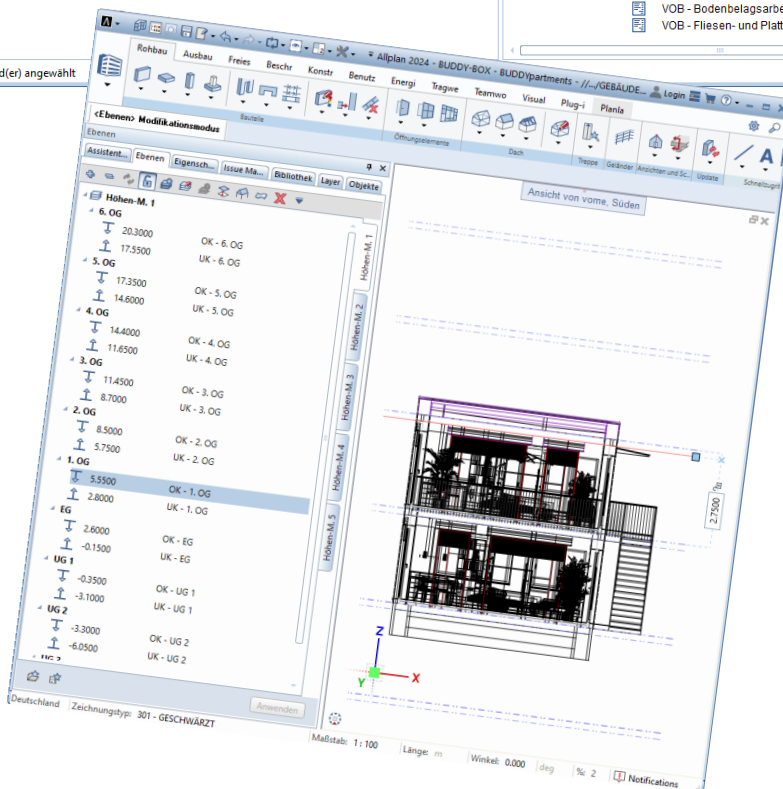 VOB - Bodenbelagsarbe
VOB - Fliesen- und Platt
d(er) angewählt
Allplan 2024 - BUDDY-BOX - BUDDYpartments - //.../GEBÄUDE...
Login
Rohbau
Ausbau
Freies
Beschr
Konstr
Benutz
Energi
Tragwe
Teamwo
Visual
Plug-i
Planla
Bauteile
Öffnungselemente
Dach
Treppe
Geländer
Ansichten und Sc...
Update
Schnellzugrif
<Ebenen> Modifikationsmodus
Ebenen
Assistent...
Ebenen
Eigensch...
Issue Ma...
Bibliothek
Layer
Objekte
Höhen-M. 1
6. OG
20.3000 OK - 6. OG
17.5500 UK - 6. OG
5. OG
17.3500 OK - 5. OG
14.6000 UK - 5. OG
4. OG
14.4000 OK - 4. OG
11.6500 UK - 4. OG
3. OG
11.4500 OK - 3. OG
8.7000 UK - 3. OG
2. OG
8.5000 OK - 2. OG
5.7500 UK - 2. OG
1. OG
5.5500 OK - 1. OG
2.8000 UK - 1. OG
EG
2.6000 OK - EG
-0.1500 UK - EG
UG 1
-0.3500 OK - UG 1
-3.1000 UK - UG 1
UG 2
-3.3000 OK - UG 2
-6.0500 UK - UG 2
UG 3
Höhen-M. 1
Höhen-M. 2
Höhen-M. 3
Höhen-M. 4
Höhen-M. 5
Anwenden
Ansicht von vorne, Süden
2.7500
Z
X
Y
Deutschland
Zeichnungstyp: 301 - GESCHWÄRZT
Maßstab: 1 : 100
Länge: m
Winkel: 0.000 deg
%: 2
Notifications